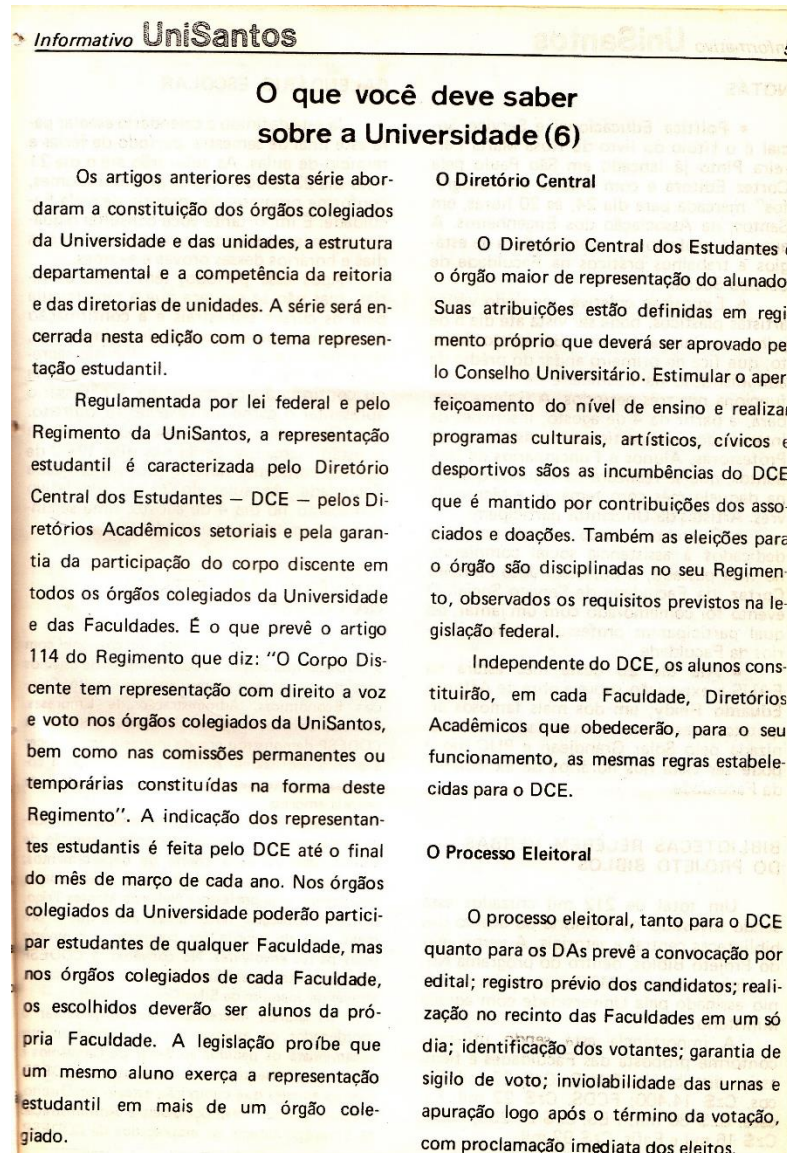 Informativo UniSantos
O que você deve saber
sobre a Universidade (6)
Os artigos anteriores desta série abor-
daram a constituição dos órgãos colegiados
da Universidade e das unidades, a estrutura
departamental e a competência da reitoria
e das diretorias de unidades. A série será en-
cerrada nesta edição com o tema represen-
tação estudantil.
Regulamentada por lei federal e pelo
Regimento da UniSantos, a representação
estudantil é caracterizada pelo Diretório
Central dos Estudantes — DCE — pelos Di-
retórios Acadêmicos setoriais e pela garan-
tia da participação do corpo discente em
todos os órgãos colegiados da Universidade
e das Faculdades. É o que prevê o artigo
114 do Regimento que diz: "O Corpo Dis-
cente tem representação com direito a voz
e voto nos órgãos colegiados da UniSantos,
bem como nas comissões permanentes ou
temporárias constituídas na forma deste
Regimento". A indicação dos representan-
tes estudantis é feita pelo DCE até o final
do mês de março de cada ano. Nos órgãos
colegiados da Universidade poderão partici-
par estudantes de qualquer Faculdade, mas
nos órgãos colegiados de cada Faculdade,
os escolhidos deverão ser alunos da pró-
pria Faculdade. A legislação proíbe que
um mesmo aluno exerça a representação
estudantil em mais de um órgão cole-
giado.
O Diretório Central
O Diretório Central dos Estudantes
o órgão maior de representação do alunado
Suas atribuições estão definidas em regi
mento próprio que deverá ser aprovado pe
lo Conselho Universitário. Estimular o aper
feiçoamento do nível de ensino e realizar
programas culturais, artísticos, cívicos e
desportivos sãos as incumbências do DCE
que é mantido por contribuições dos asso-
ciados e doações. Também as eleições para
o órgão são disciplinadas no seu Regimen-
to, observados os requisitos previstos na le-
gislação federal.
Independente do DCE, os alunos cons-
tituirão, em cada Faculdade, Diretórios
Acadêmicos que obedecerão, para o seu
funcionamento, as mesmas regras estabele-
cidas para o DCE.
O Processo Eleitoral
O processo eleitoral, tanto para o DCE
quanto para os DAs prevê a convocação por
edital; registro prévio dos candidatos; reali-
zação no recinto das Faculdades em um só
dia; identificação dos votantes; garantia de
sigilo de voto; inviolabilidade das urnas e
apuração logo após o término da votação,
com proclamação imediata dos eleitos.